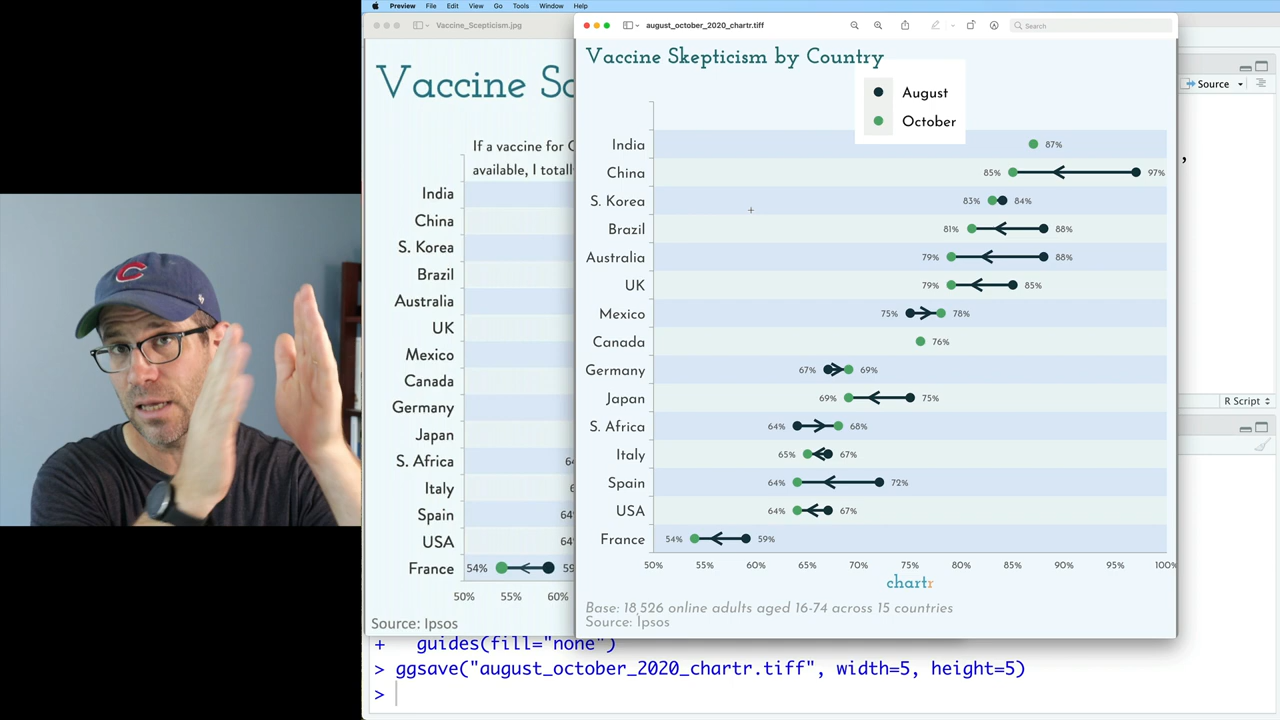 Preview File Edit View Go Tools Window Help
Vaccine_Scepticism.jpg
august_october_2020_chartr.tiff
Search
Vaccine Sc
If a vaccine for C
available, I totall
India
China
S. Korea
Brazil
Australia
UK
Mexico
Canada
Germany
Japan
S. Africa 64
Italy 6
Spain 64
USA 64
France 54% 59
50% 55% 60%
Source: Ipsos
Vaccine Skepticism by Country
August
October
India 87%
China 85% 97%
S. Korea 83% 84%
Brazil 81% 88%
Australia 79% 88%
UK 79% 85%
Mexico 75% 78%
Canada 76%
Germany 67% 69%
Japan 69% 75%
S. Africa 64% 68%
Italy 65% 67%
Spain 64% 72%
USA 64% 67%
France 54% 59%
50% 55% 60% 65% 70% 75% 80% 85% 90% 95% 100%
chartr
Base: 18,526 online adults aged 16-74 across 15 countries
Source: Ipsos
Source
,
R Script
+ guides(fill="none")
> ggsave("august_october_2020_chartr.tiff", width=5, height=5)
>
C